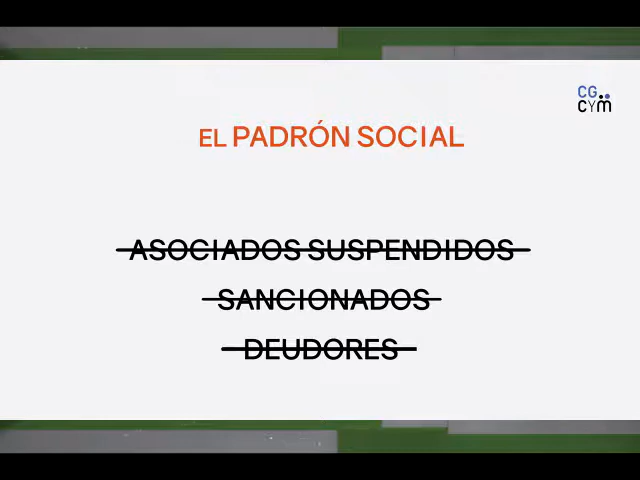 CG
CYM
EL PADRÓN SOCIAL
ASOCIADOS SUSPENDIDOS
SANCIONADOS
DEUDORES